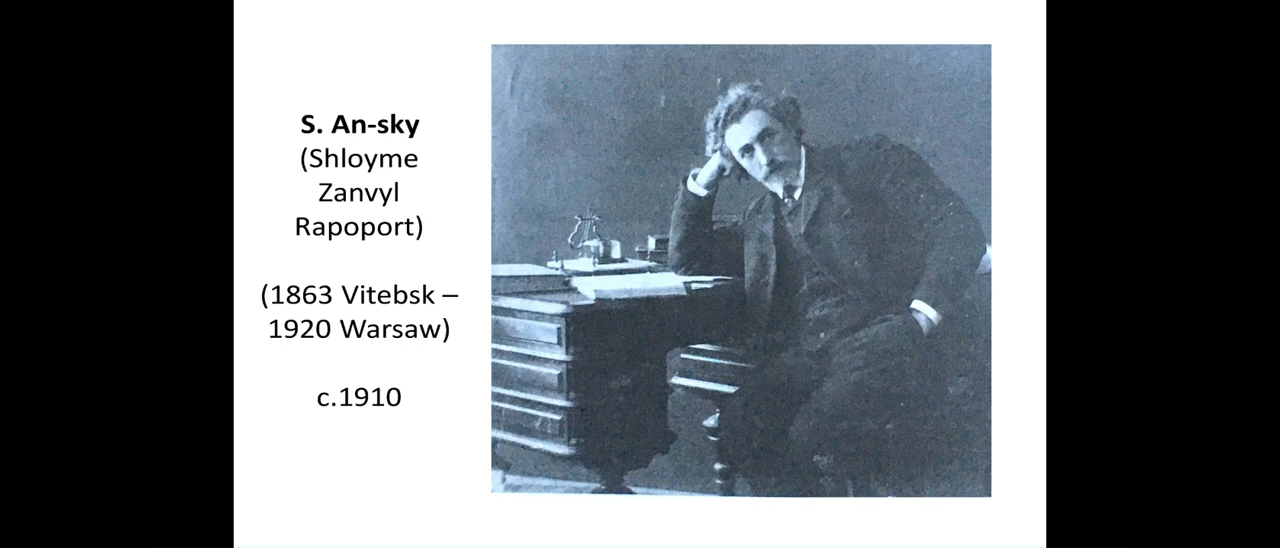 S. An-sky
(Shloyme
Zanvyl
Rapoport)
(1863 Vitebsk –
1920 Warsaw)
c.1910